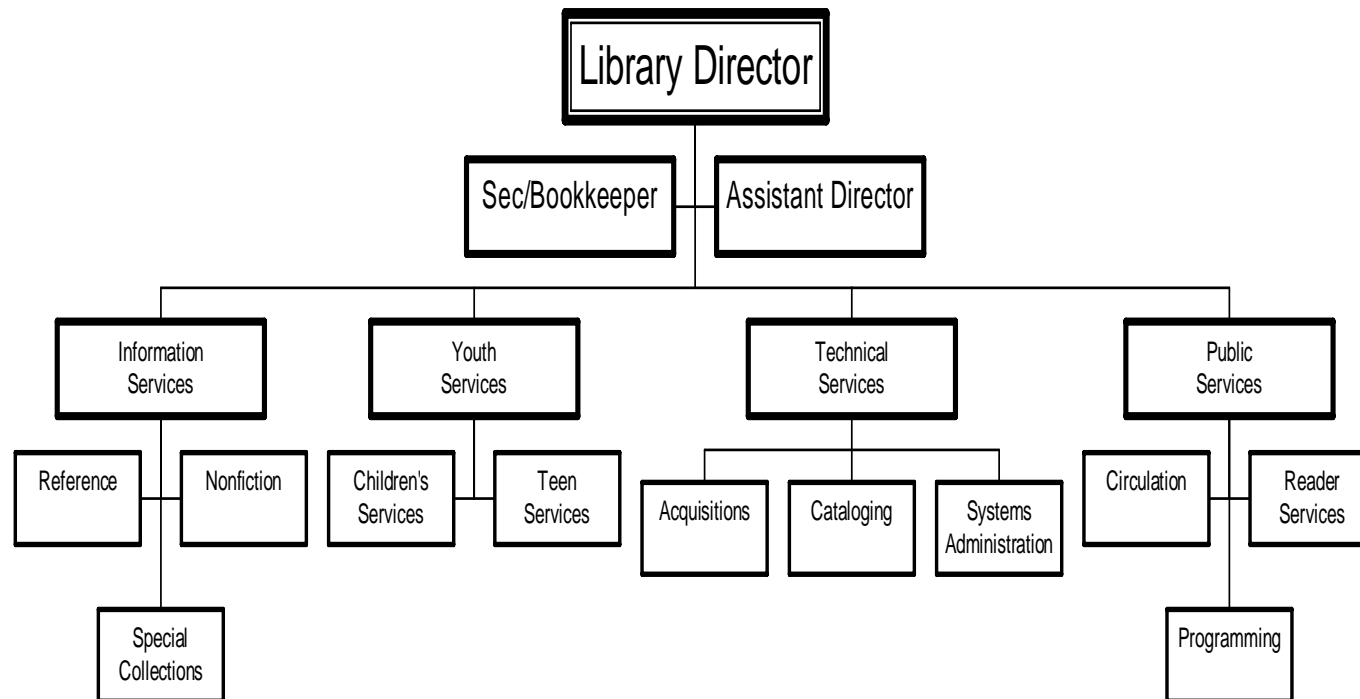 Library Director
Sec/Bookkeeper
Assistant Director
Information
Services
Youth
Services
Technical
Services
Public
Services
Reference
Nonfiction
Children's
Services
Teen
Services
Acquisitions
Cataloging
Systems
Administration
Circulation
Reader
Services
Special
Collections
Programming